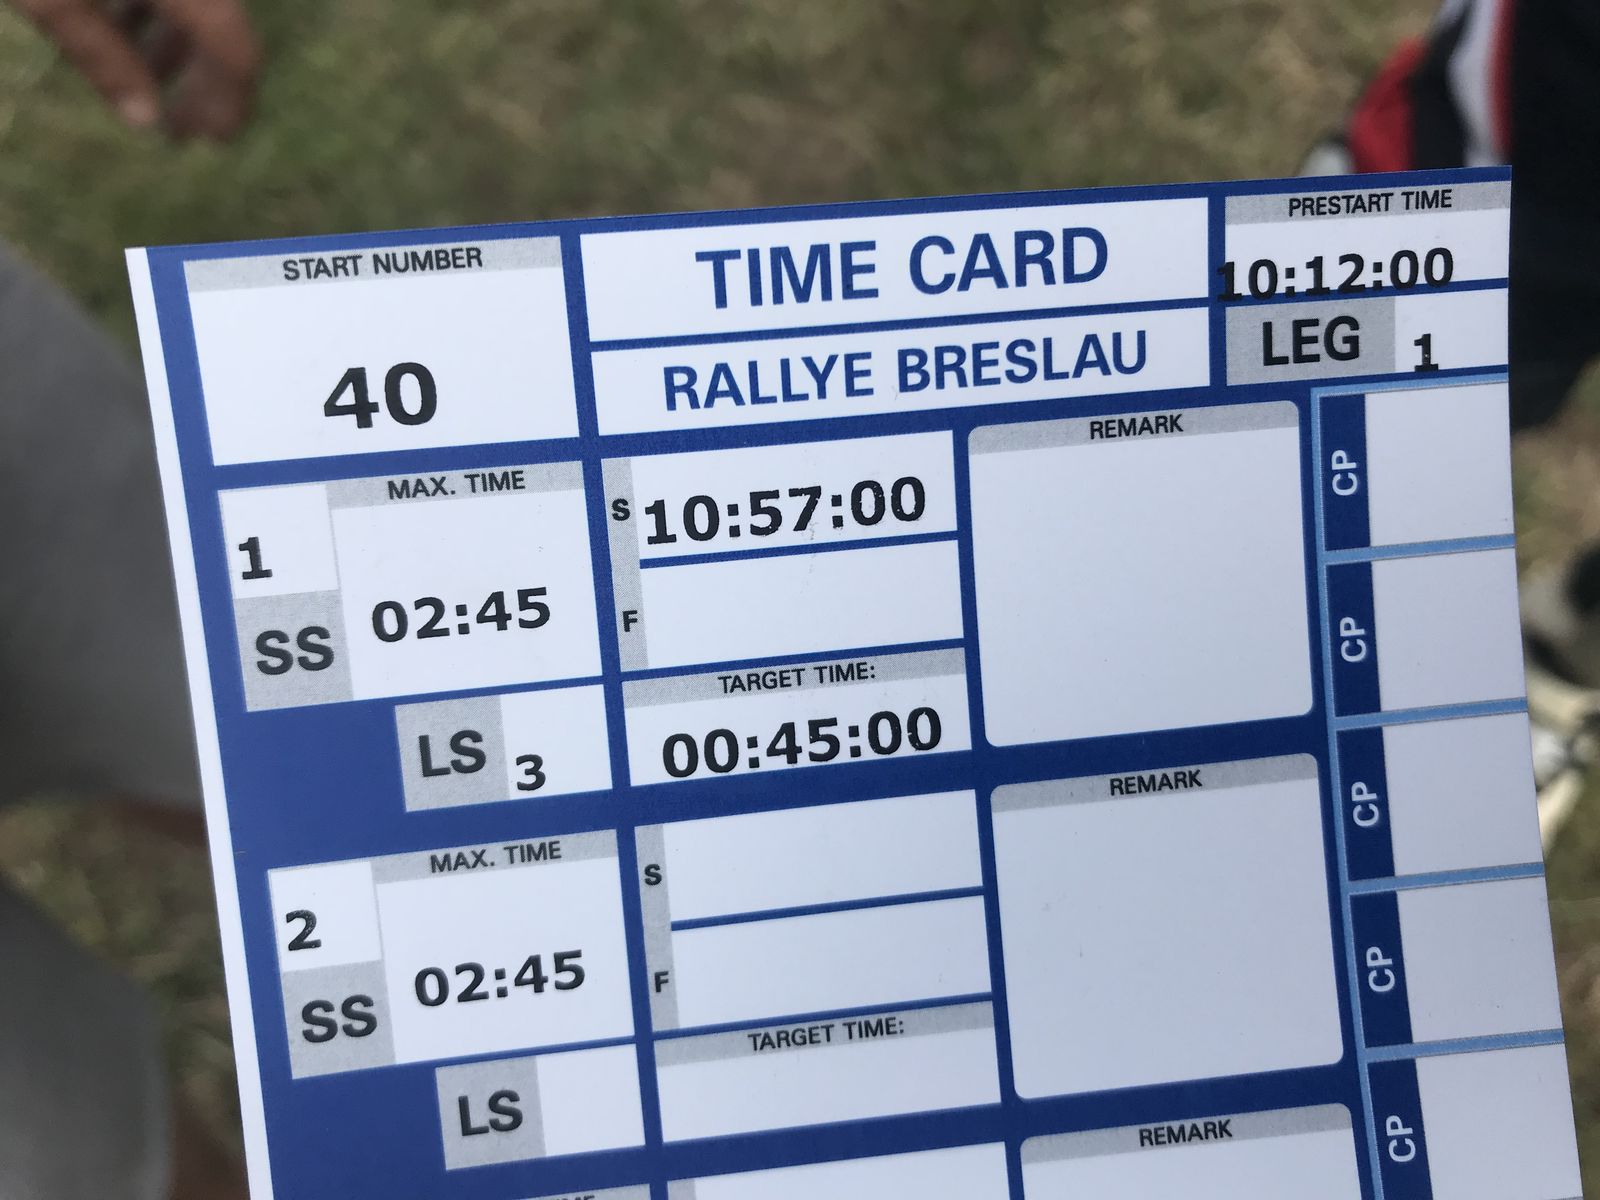 START NUMBER
40
TIME CARD
RALLYE BRESLAU
PRESTART TIME
10:12:00
LEG 1
1
SS
MAX. TIME
02:45
S 10:57:00
F
REMARK
LS 3
TARGET TIME:
00:45:00
2
SS
MAX. TIME
02:45
S
F
REMARK
LS
TARGET TIME:
REMARK
CP
CP
CP
CP
CP